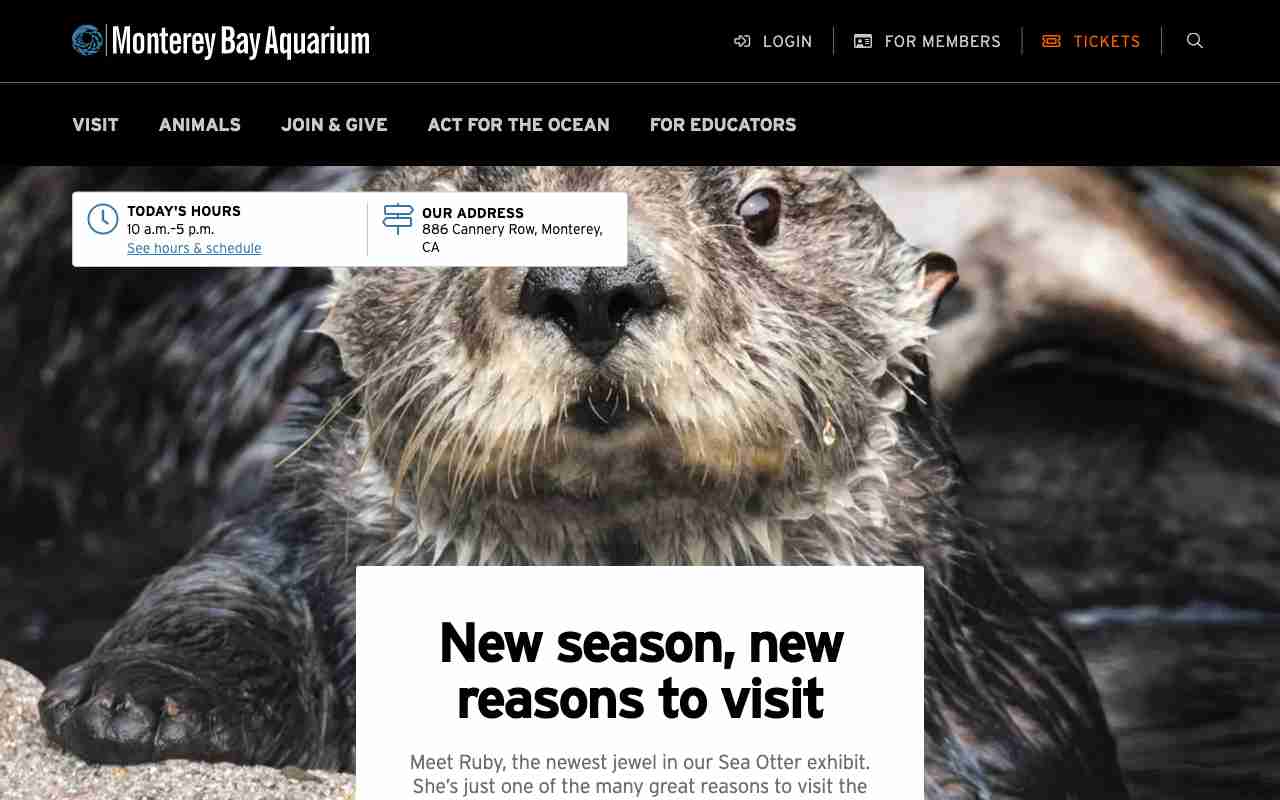 Monterey Bay Aquarium
LOGIN
FOR MEMBERS
TICKETS
VISIT
ANIMALS
JOIN & GIVE
ACT FOR THE OCEAN
FOR EDUCATORS
TODAY'S HOURS
10 a.m.–5 p.m.
See hours & schedule
OUR ADDRESS
886 Cannery Row, Monterey,
CA
New season, new
reasons to visit
Meet Ruby, the newest jewel in our Sea Otter exhibit.
She's just one of the many great reasons to visit the